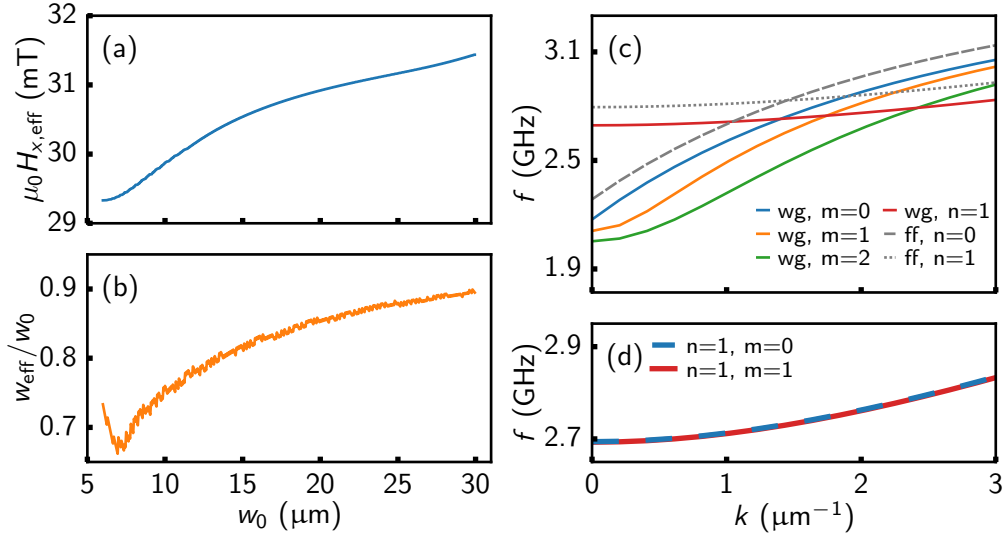 (a)
μ₀Hₓ,eff (mT)
32
31
30
29
(b)
w_eff/w₀
0.9
0.8
0.7
5 10 15 20 25 30
w₀ (μm)
(c)
f (GHz)
3.1
2.5
1.9
wg, m=0
wg, m=1
wg, m=2
wg, n=1
ff, n=0
ff, n=1
(d)
f (GHz)
2.9
2.7
n=1, m=0
n=1, m=1
0 1 2 3
k (μm⁻¹)